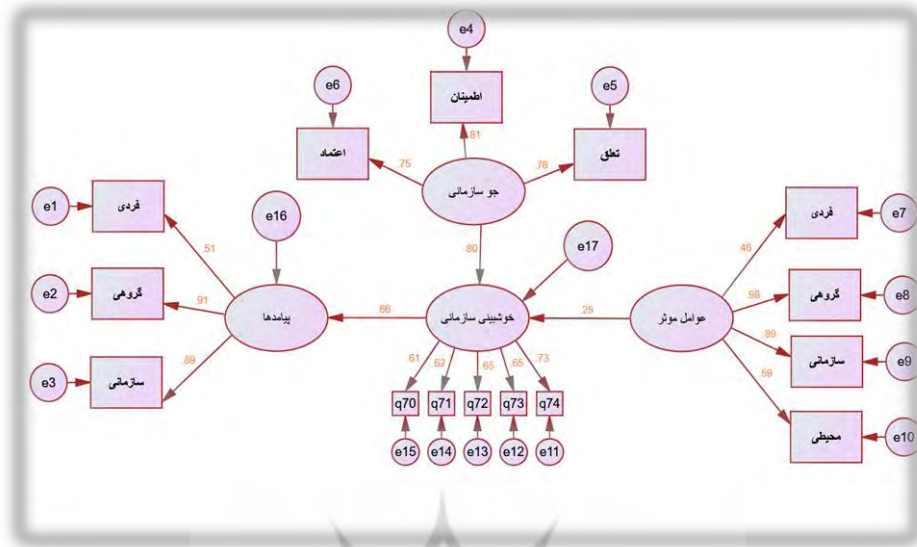 e4
e6
اطمینان
e5
اعتماد
.81
تعلق
.75
.78
جو سازمانی
e1
فردی
e16
فردی
e7
.51
.80
e17
.46
e2
گروهی
.91
پیامدها
.66
خوشبینی سازمانی
.25
عوامل موثر
.98
گروهی
e8
.89
سازمانی
e9
e3
سازمانی
.89
.61
.62
.65
.65
.73
.59
q70
q71
q72
q73
q74
محیطی
e10
e15
e14
e13
e12
e11